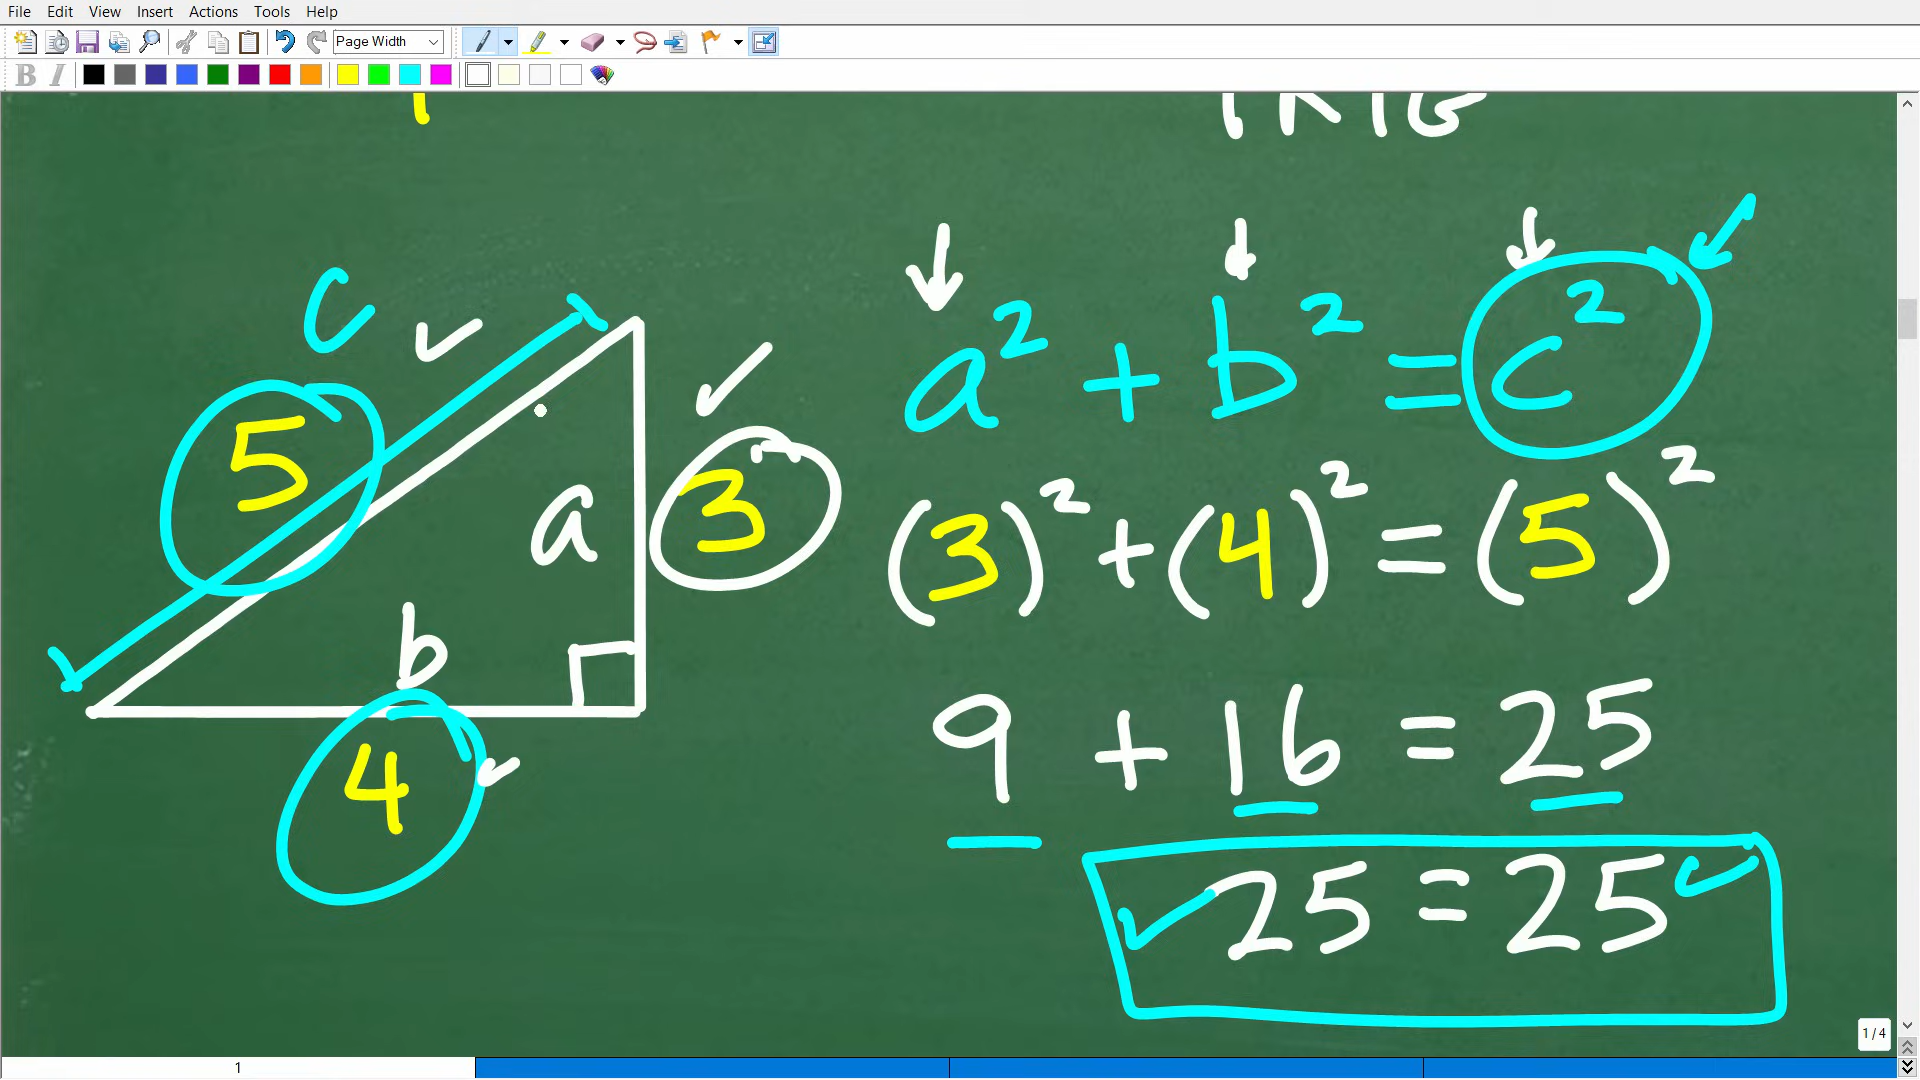 File Edit View Insert Actions Tools Help
Page Width
B I
TRIG
c
5
a
3
b
4
a² + b² = c²
(3)² + (4)² = (5)²
9 + 16 = 25
25 = 25
1 / 4
1